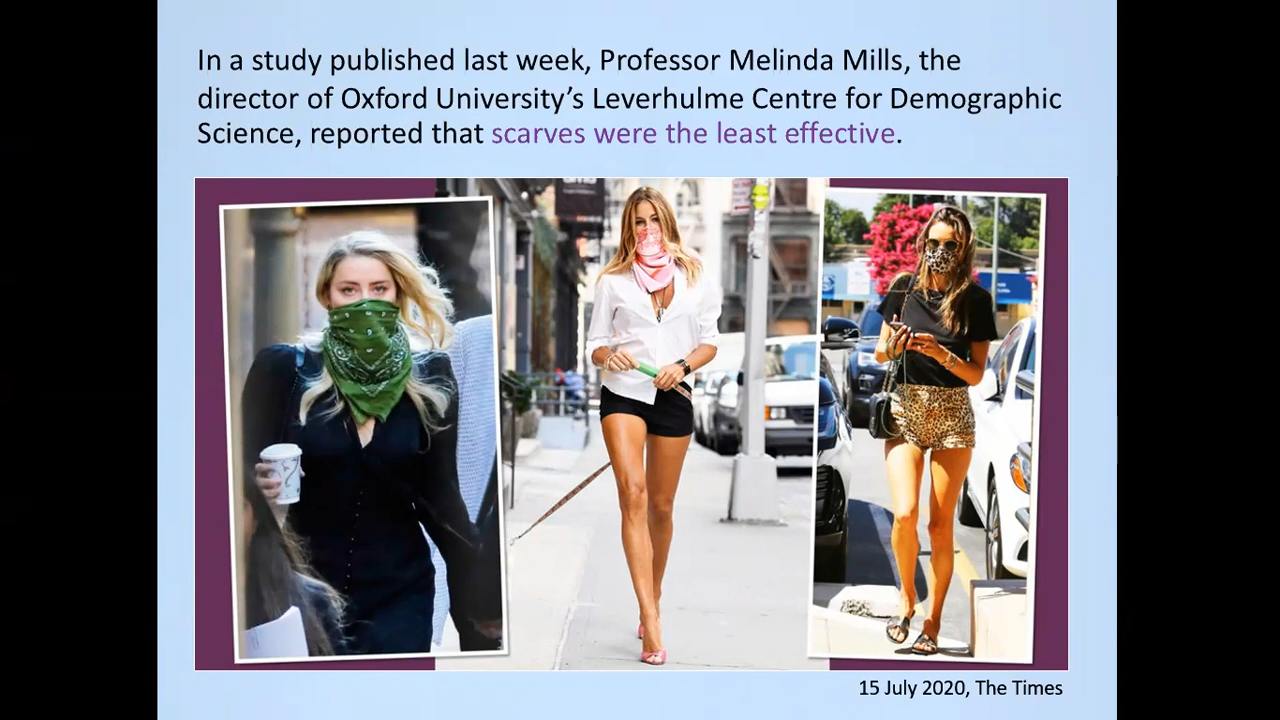 In a study published last week, Professor Melinda Mills, the
director of Oxford University’s Leverhulme Centre for Demographic
Science, reported that scarves were the least effective.
15 July 2020, The Times